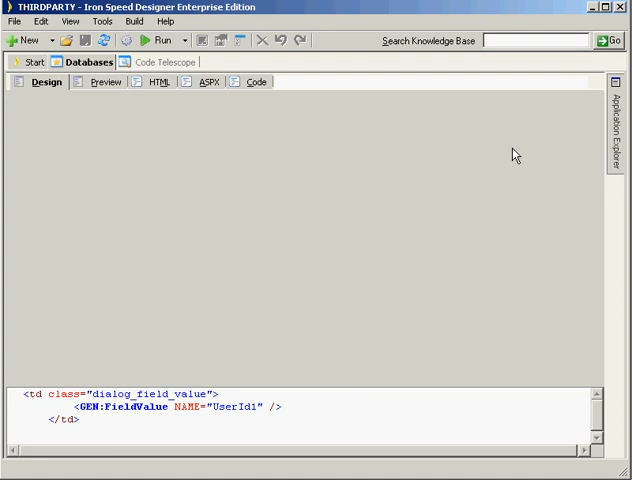 THIRDPARTY - Iron Speed Designer Enterprise Edition
File Edit View Tools Build Help
New Run Search Knowledge Base Go
Start Databases Code Telescope
Design Preview HTML ASPX Code
Application Explorer
<td class="dialog_field_value">
<GEN:FieldValue NAME="UserId1" />
</td>